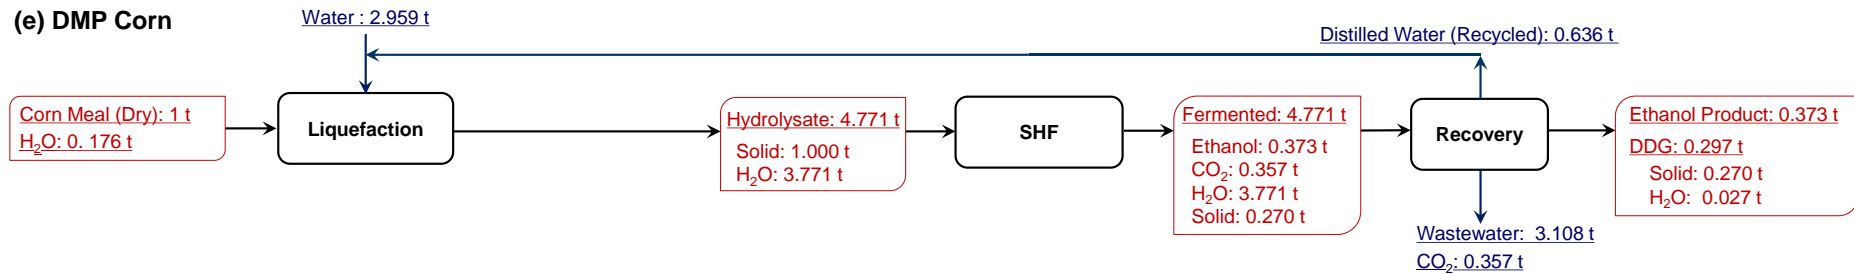 (e) DMP Corn
Water : 2.959 t
Distilled Water (Recycled): 0.636 t
Corn Meal (Dry): 1 t
H₂O: 0. 176 t
Liquefaction
Hydrolysate: 4.771 t
Solid: 1.000 t
H₂O: 3.771 t
SHF
Fermented: 4.771 t
Ethanol: 0.373 t
CO₂: 0.357 t
H₂O: 3.771 t
Solid: 0.270 t
Recovery
Ethanol Product: 0.373 t
DDG: 0.297 t
Solid: 0.270 t
H₂O: 0.027 t
Wastewater: 3.108 t
CO₂: 0.357 t